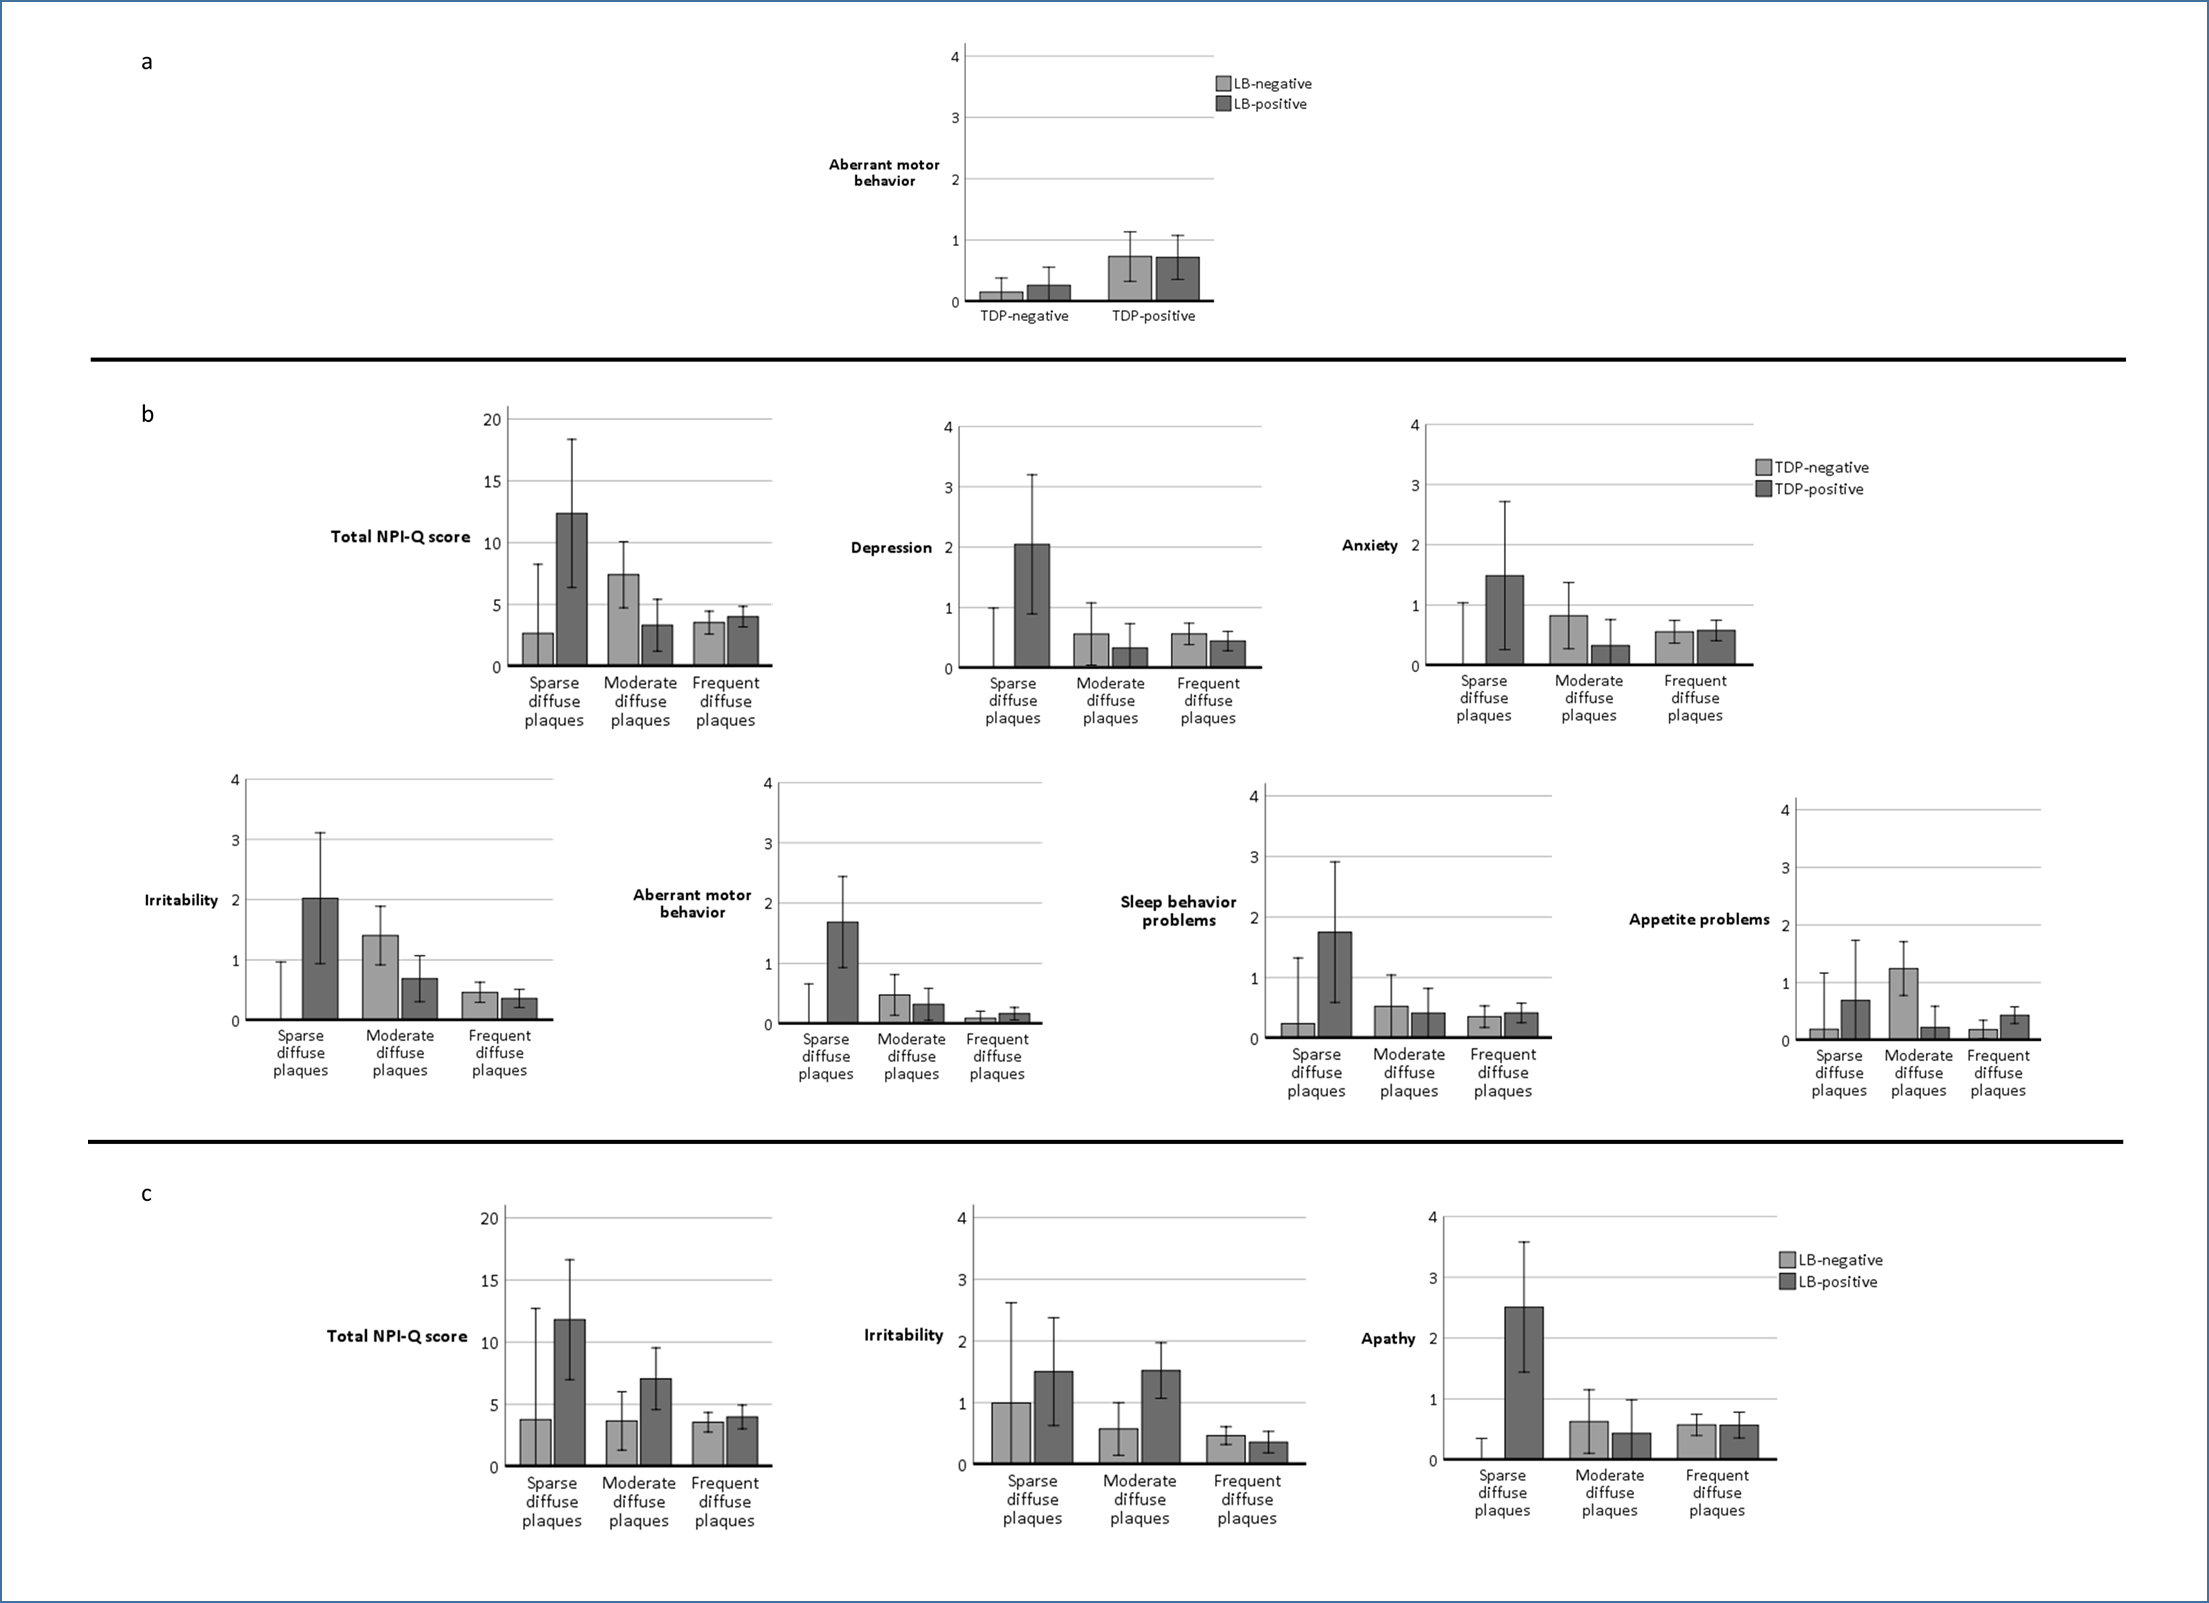 a
4
3
2
1
0
Aberrant motor
behavior
TDP-negative
TDP-positive
LB-negative
LB-positive
b
20
15
10
5
0
Total NPI-Q score
Sparse
diffuse
plaques
Moderate
diffuse
plaques
Frequent
diffuse
plaques
4
3
2
1
0
Depression
Sparse
diffuse
plaques
Moderate
diffuse
plaques
Frequent
diffuse
plaques
4
3
2
1
0
Anxiety
Sparse
diffuse
plaques
Moderate
diffuse
plaques
Frequent
diffuse
plaques
TDP-negative
TDP-positive
4
3
2
1
0
Irritability
Sparse
diffuse
plaques
Moderate
diffuse
plaques
Frequent
diffuse
plaques
4
3
2
1
0
Aberrant motor
behavior
Sparse
diffuse
plaques
Moderate
diffuse
plaques
Frequent
diffuse
plaques
4
3
2
1
0
Sleep behavior
problems
Sparse
diffuse
plaques
Moderate
diffuse
plaques
Frequent
diffuse
plaques
4
3
2
1
0
Appetite problems
Sparse
diffuse
plaques
Moderate
diffuse
plaques
Frequent
diffuse
plaques
c
20
15
10
5
0
Total NPI-Q score
Sparse
diffuse
plaques
Moderate
diffuse
plaques
Frequent
diffuse
plaques
4
3
2
1
0
Irritability
Sparse
diffuse
plaques
Moderate
diffuse
plaques
Frequent
diffuse
plaques
4
3
2
1
0
Apathy
Sparse
diffuse
plaques
Moderate
diffuse
plaques
Frequent
diffuse
plaques
LB-negative
LB-positive